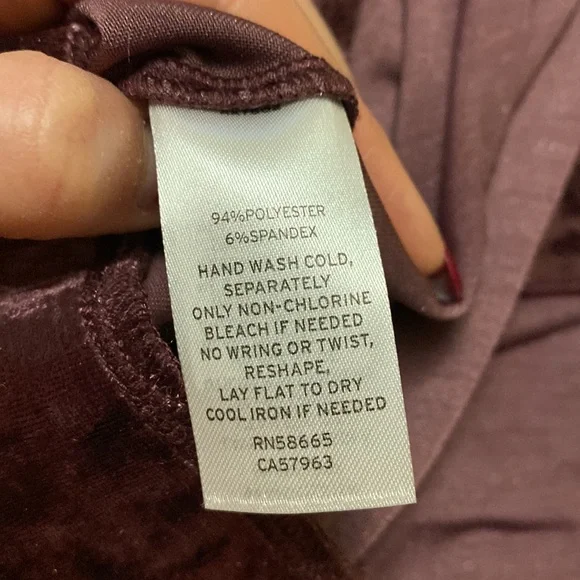 94%POLYESTER
6%SPANDEX
HAND WASH COLD,
SEPARATELY
ONLY NON-CHLORINE
BLEACH IF NEEDED
NO WRING OR TWIST,
RESHAPE,
LAY FLAT TO DRY
COOL IRON IF NEEDED
RN58665
CA57963